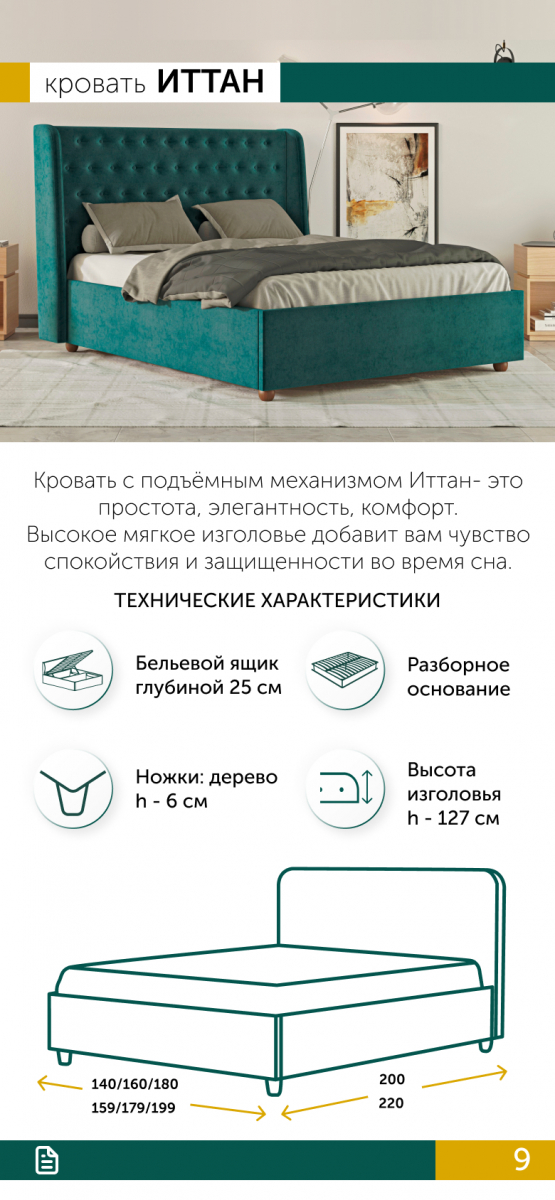 кровать ИТТАН
Кровать с подъёмным механизмом Иттан- это
простота, элегантность, комфорт.
Высокое мягкое изголовье добавит вам чувство
спокойствия и защищенности во время сна.
ТЕХНИЧЕСКИЕ ХАРАКТЕРИСТИКИ
Бельевой ящик
глубиной 25 см
Разборное
основание
Ножки: дерево
h - 6 см
Высота
изголовья
h - 127 см
140/160/180
159/179/199
200
220
9